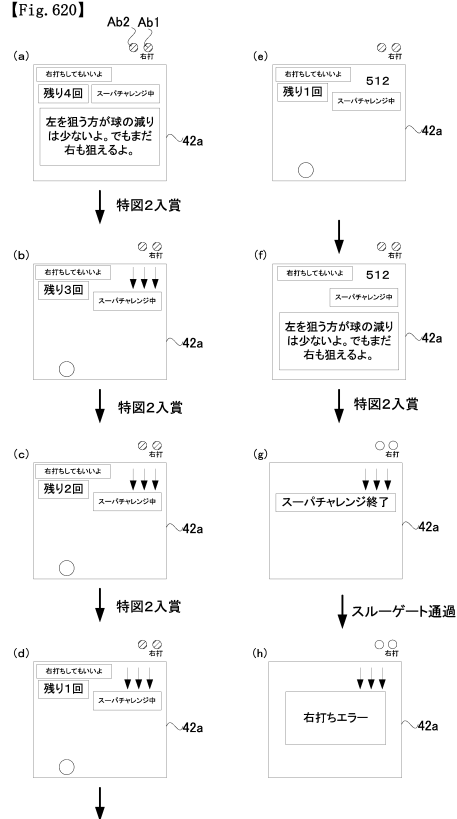 【Fig.620】
Ab2 Ab1
(a)
右打
右打ちしてもいいよ
残り4回
スーパチャレンジ中
左を狙う方が球の減り
は少ないよ。でもまだ
右も狙えるよ。
42a
特図2入賞
(b)
右打
右打ちしてもいいよ
残り3回
スーパチャレンジ中
42a
特図2入賞
(c)
右打
右打ちしてもいいよ
残り2回
スーパチャレンジ中
42a
特図2入賞
(d)
右打
右打ちしてもいいよ
残り1回
スーパチャレンジ中
42a
(e)
右打
右打ちしてもいいよ
512
残り1回
スーパチャレンジ中
42a
(f)
右打
右打ちしてもいいよ
512
スーパチャレンジ中
左を狙う方が球の減り
は少ないよ。でもまだ
右も狙えるよ。
42a
特図2入賞
(g)
右打
スーパチャレンジ終了
42a
スルーゲート通過
(h)
右打
右打ちエラー
42a